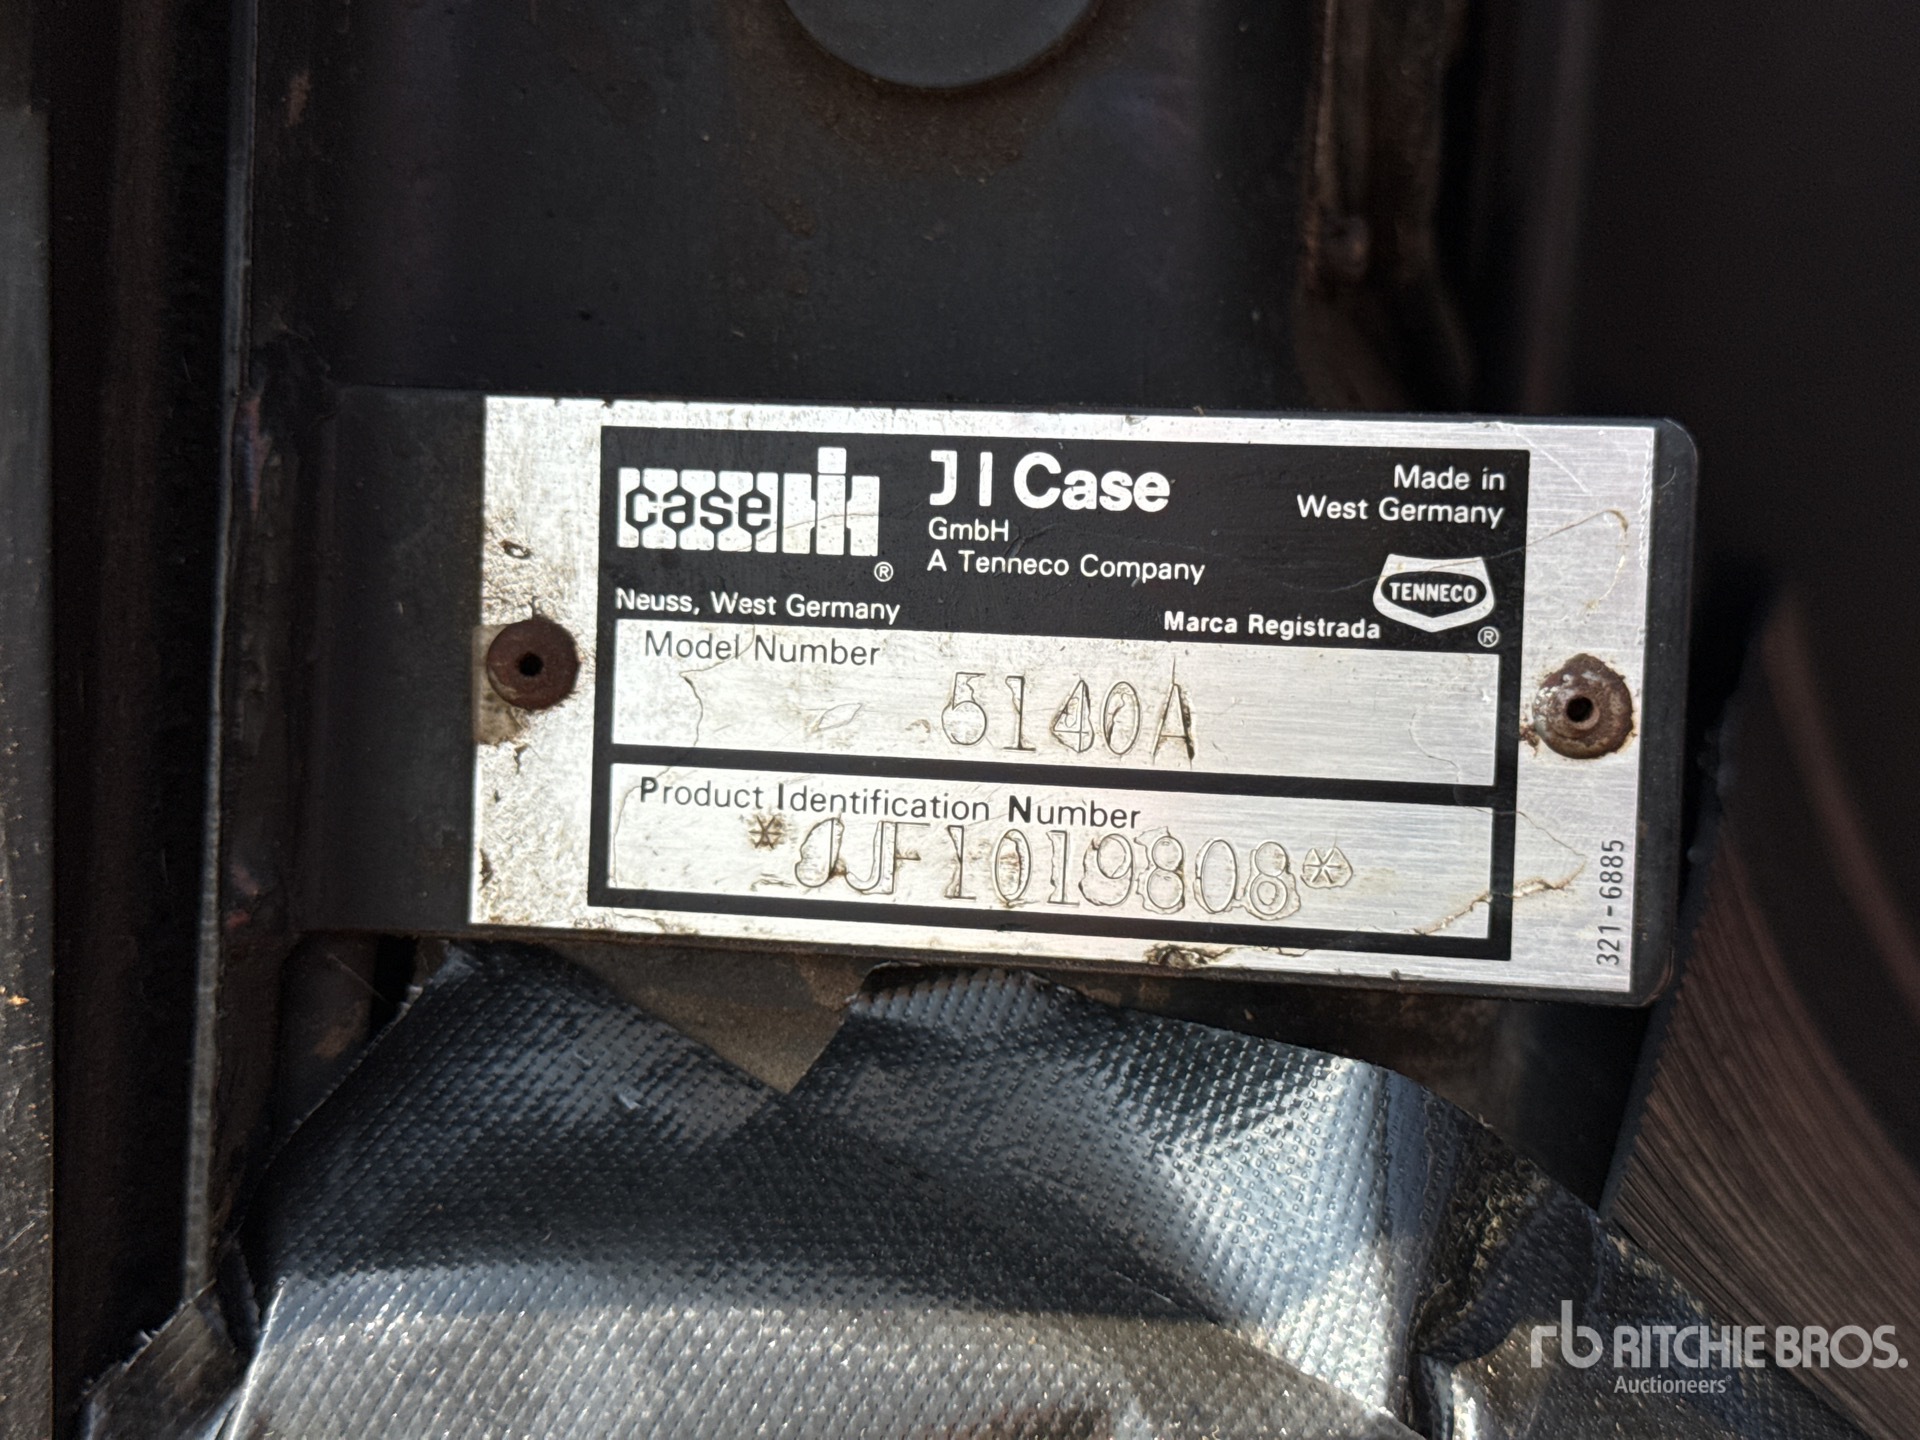 case IH ®
J I Case
GmbH
A Tenneco Company
Made in
West Germany
Neuss, West Germany
Marca Registrada
TENNECO ®
Model Number
5140A
Product Identification Number
*JJF1019808*
321-6885
rb RITCHIE BROS.
Auctioneers